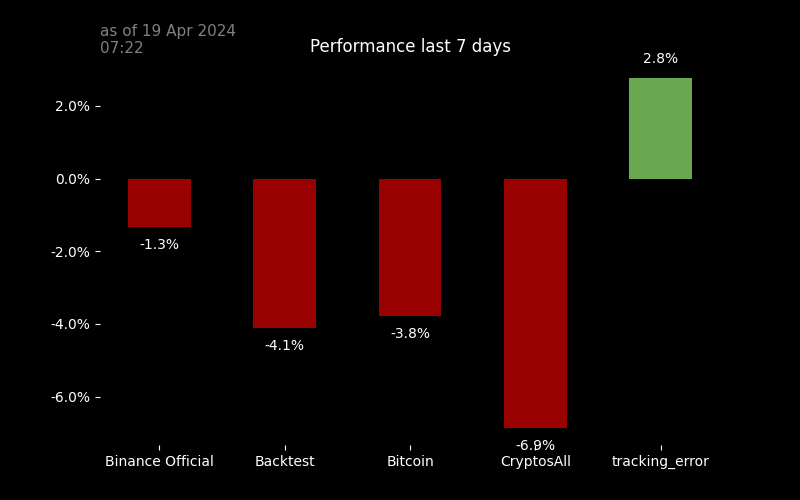 as of 19 Apr 2024
07:22
Performance last 7 days
2.8%
2.0%
0.0%
-2.0%
-4.0%
-6.0%
-1.3%
-4.1%
-3.8%
-6.9%
Binance Official
Backtest
Bitcoin
CryptosAll
tracking_error